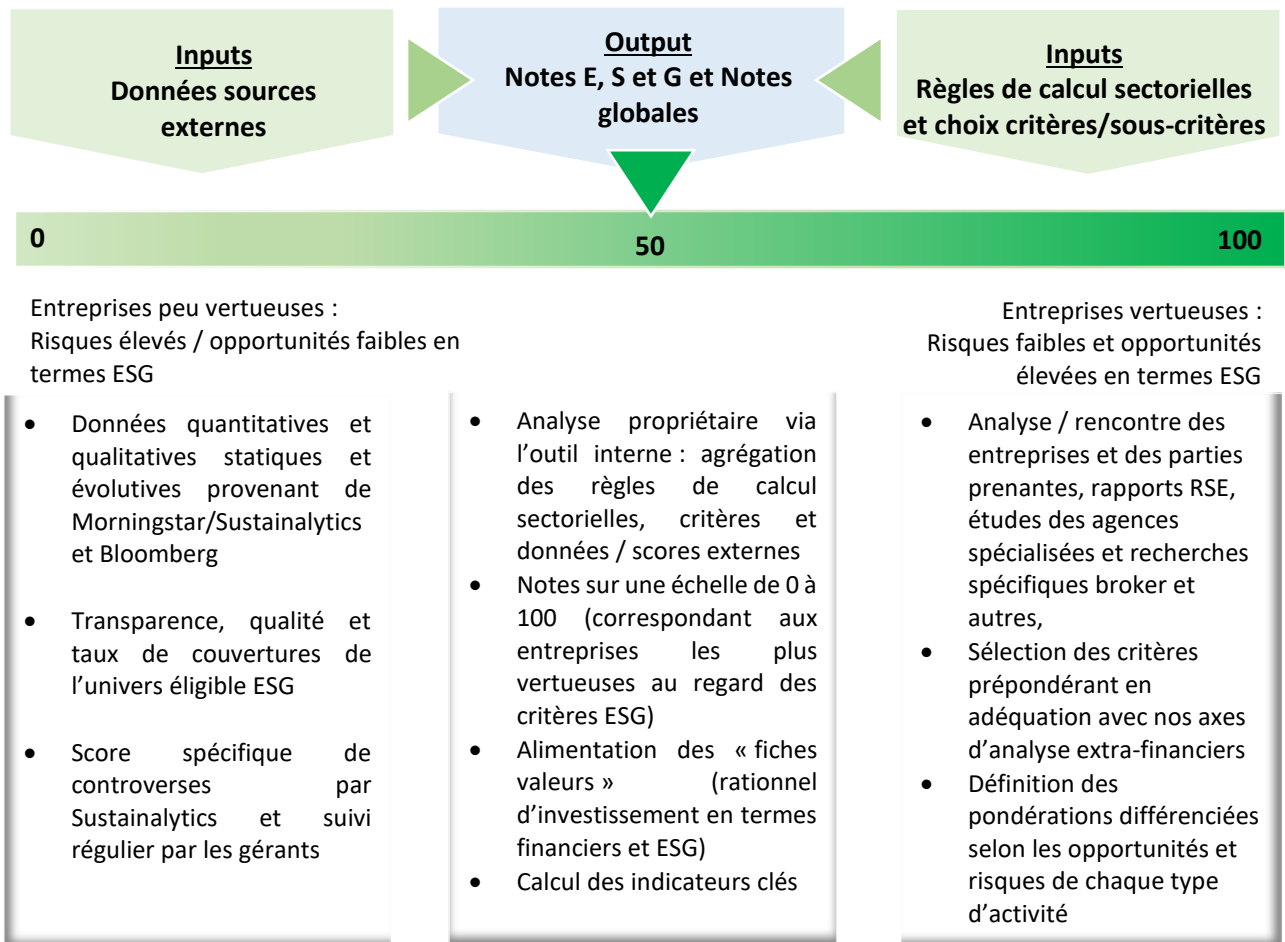 Inputs
Données sources
externes
Output
Notes E, S et G et Notes
globales
Inputs
Règles de calcul sectorielles
et choix critères/sous-critères
0
50
100
Entreprises peu vertueuses :
Risques élevés / opportunités faibles en
termes ESG
Entreprises vertueuses :
Risques faibles et opportunités
élevées en termes ESG
• Données quantitatives et
qualitatives statiques et
évolutives provenant de
Morningstar/Sustainalytics
et Bloomberg
• Transparence, qualité et
taux de couvertures de
l’univers éligible ESG
• Score spécifique de
controverses par
Sustainalytics et suivi
régulier par les gérants
• Analyse propriétaire via
l’outil interne : agrégation
des règles de calcul
sectorielles, critères et
données / scores externes
• Notes sur une échelle de 0 à
100 (correspondant aux
entreprises les plus
vertueuses au regard des
critères ESG)
• Alimentation des « fiches
valeurs » (rationnel
d’investissement en termes
financiers et ESG)
• Calcul des indicateurs clés
• Analyse / rencontre des
entreprises et des parties
prenantes, rapports RSE,
études des agences
spécialisées et recherches
spécifiques broker et
autres,
• Sélection des critères
prépondérant en
adéquation avec nos axes
d’analyse extra-financiers
• Définition des
pondérations différenciées
selon les opportunités et
risques de chaque type
d’activité